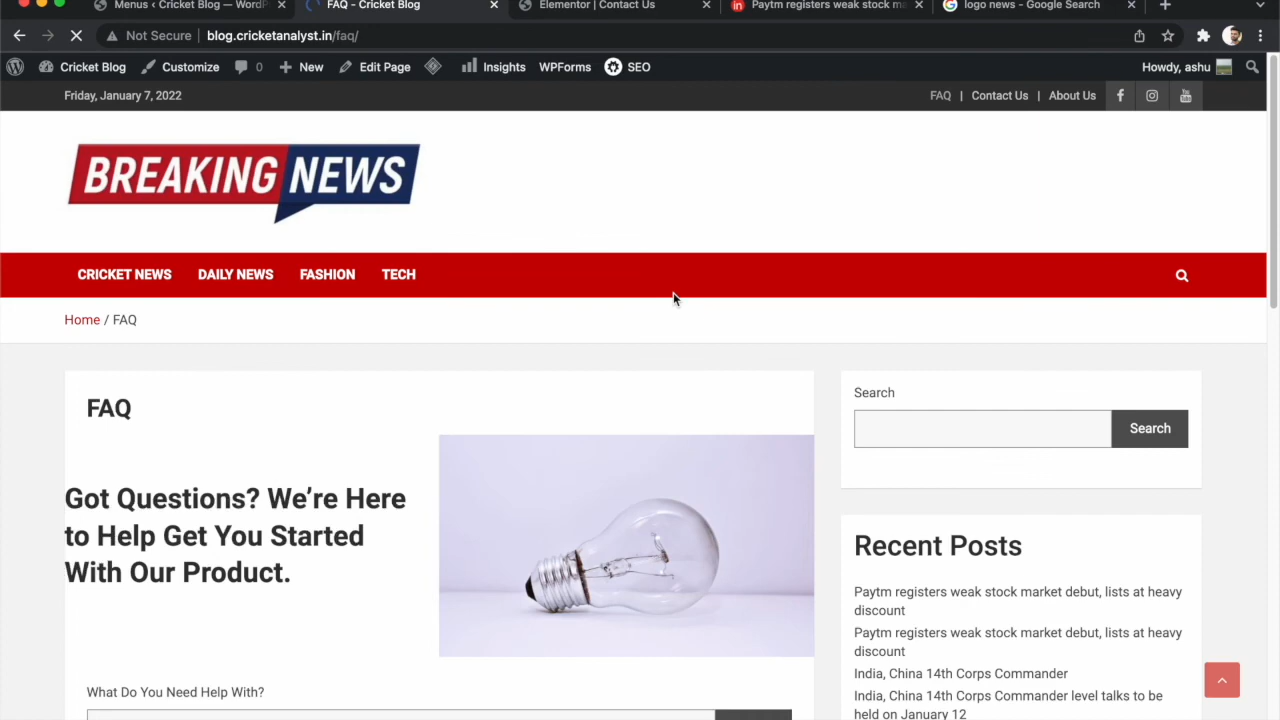 Menus ‹ Cricket Blog — WordP
FAQ - Cricket Blog
Elementor | Contact Us
Paytm registers weak stock m
logo news - Google Search
Not Secure | blog.cricketanalyst.in/faq/
Cricket Blog
Customize
0
New
Edit Page
Insights
WPForms
SEO
Howdy, ashu
Friday, January 7, 2022
FAQ | Contact Us | About Us
BREAKING NEWS
CRICKET NEWS
DAILY NEWS
FASHION
TECH
Home / FAQ
FAQ
Got Questions? We’re Here
to Help Get You Started
With Our Product.
What Do You Need Help With?
Search
Search
Recent Posts
Paytm registers weak stock market debut, lists at heavy
discount
Paytm registers weak stock market debut, lists at heavy
discount
India, China 14th Corps Commander
India, China 14th Corps Commander level talks to be
held on January 12